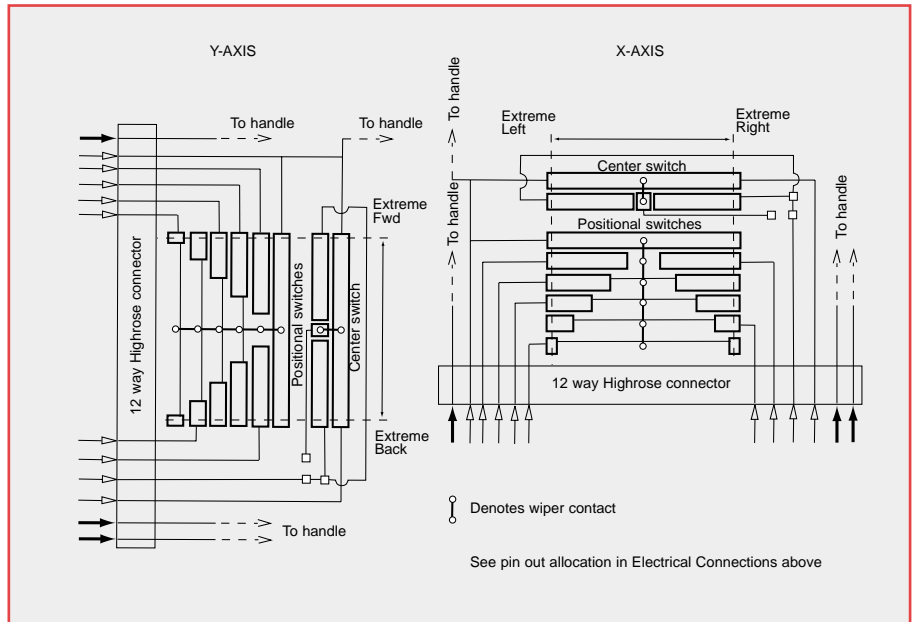 Y-AXIS
To handle
To handle
Extreme
Fwd
12 way Highrose connector
Positional switches
Center switch
Extreme
Back
To handle
X-AXIS
To handle
To handle
Extreme
Left
Extreme
Right
Center switch
Positional switches
To handle
12 way Highrose connector
Denotes wiper contact
See pin out allocation in Electrical Connections above